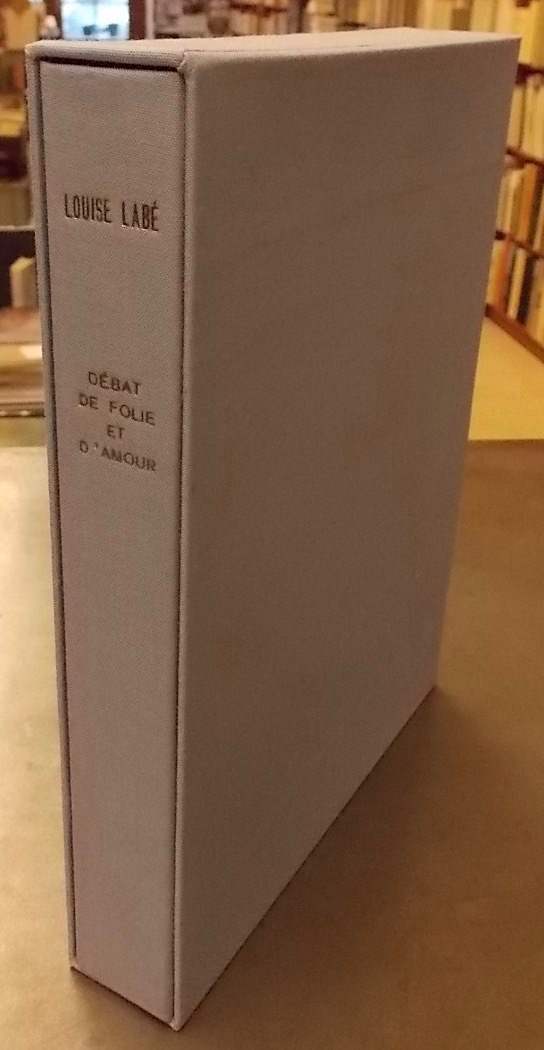 LOUISE LABÉ
DÉBAT
DE FOLIE
ET
D'AMOUR